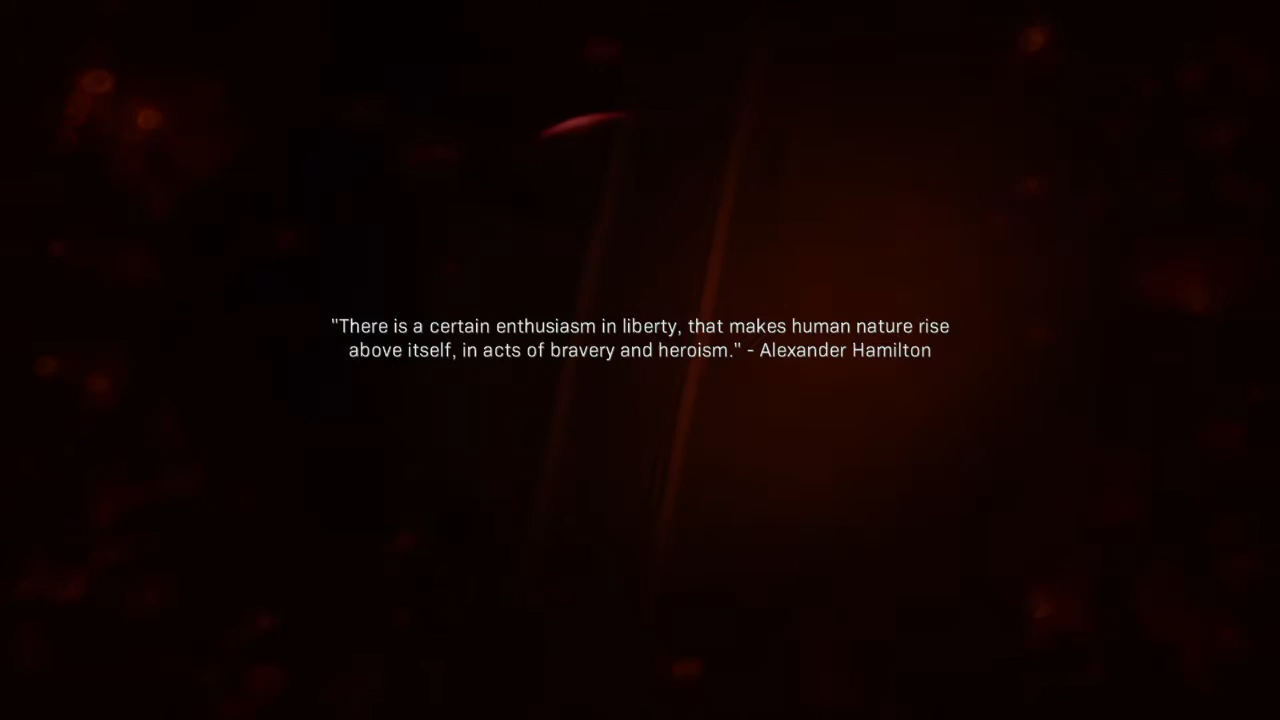 "There is a certain enthusiasm in liberty, that makes human nature rise
above itself, in acts of bravery and heroism." - Alexander Hamilton